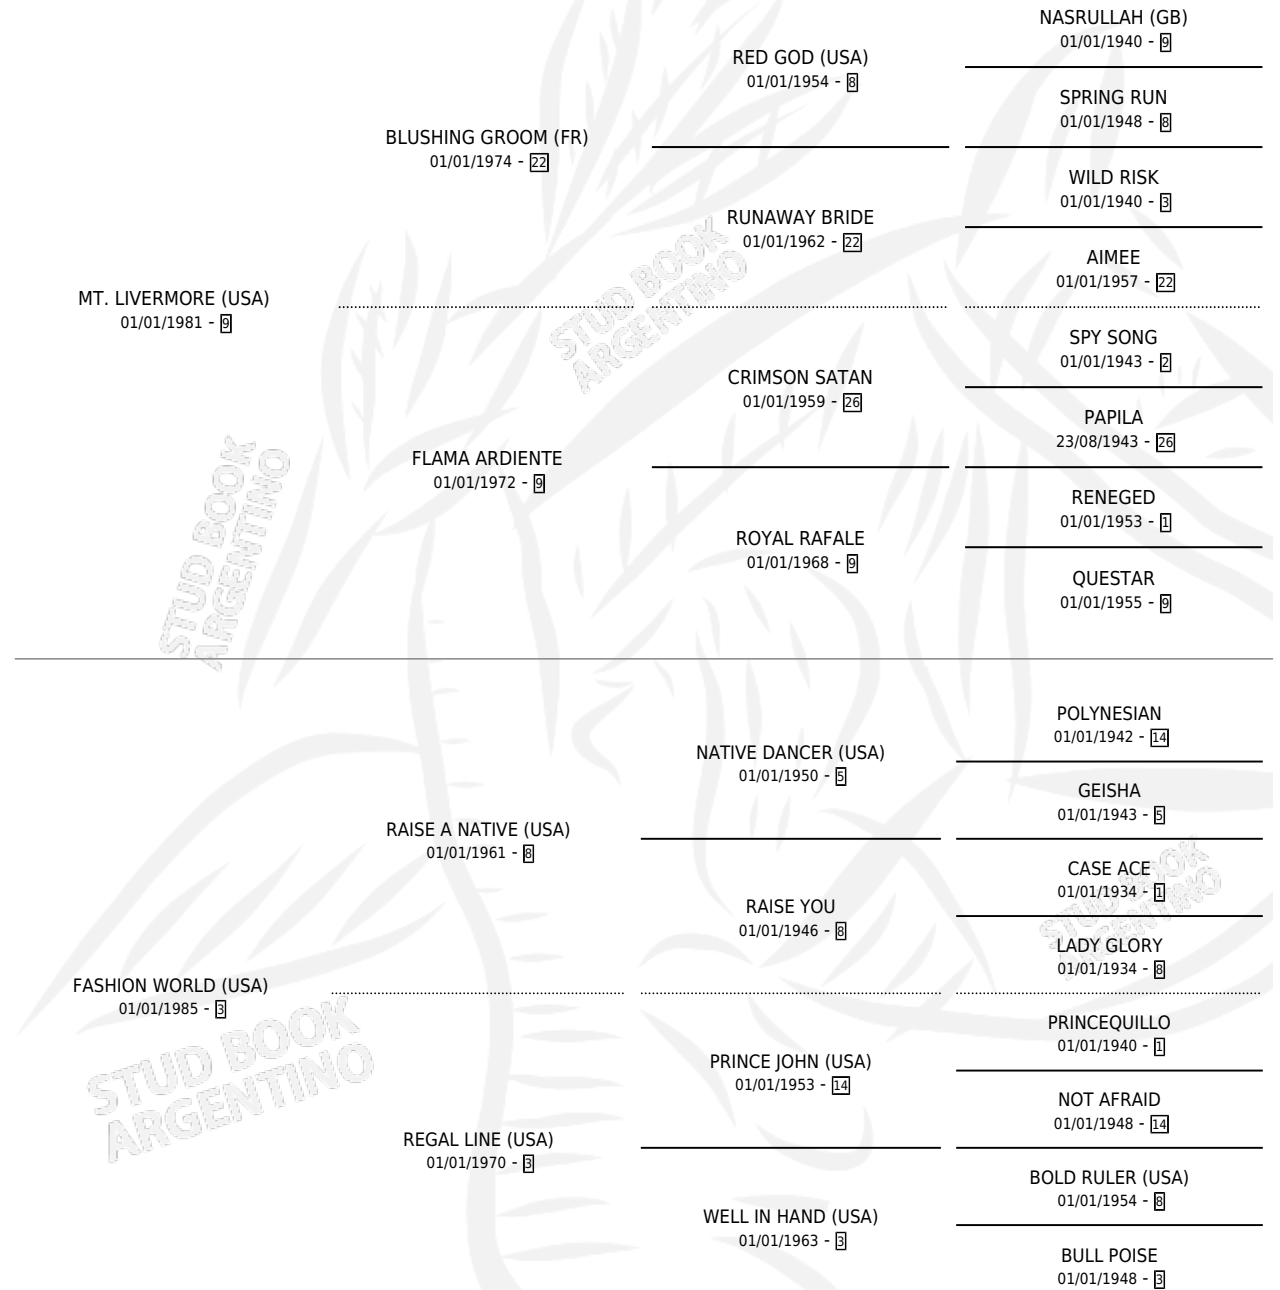 NASRULLAH (GB)
01/01/1940 - 9
RED GOD (USA)
01/01/1954 - 8
SPRING RUN
01/01/1948 - 8
BLUSHING GROOM (FR)
01/01/1974 - 22
WILD RISK
01/01/1940 - 3
RUNAWAY BRIDE
01/01/1962 - 22
AIMEE
01/01/1957 - 22
MT. LIVERMORE (USA)
01/01/1981 - 9
SPY SONG
01/01/1943 - 2
CRIMSON SATAN
01/01/1959 - 26
PAPILA
23/08/1943 - 26
FLAMA ARDIENTE
01/01/1972 - 9
RENEGED
01/01/1953 - 1
ROYAL RAFALE
01/01/1968 - 9
QUESTAR
01/01/1955 - 9
POLYNESIAN
01/01/1942 - 14
NATIVE DANCER (USA)
01/01/1950 - 5
GEISHA
01/01/1943 - 5
RAISE A NATIVE (USA)
01/01/1961 - 8
CASE ACE
01/01/1934 - 1
RAISE YOU
01/01/1946 - 8
LADY GLORY
01/01/1934 - 8
FASHION WORLD (USA)
01/01/1985 - 3
PRINCEQUILLO
01/01/1940 - 1
PRINCE JOHN (USA)
01/01/1953 - 14
NOT AFRAID
01/01/1948 - 14
REGAL LINE (USA)
01/01/1970 - 3
BOLD RULER (USA)
01/01/1954 - 8
WELL IN HAND (USA)
01/01/1963 - 3
BULL POISE
01/01/1948 - 3
STUD BOOK
ARGENTINO
STUD BOOK
ARGENTINO
STUD BOOK
ARGENTINO
STUD BOOK
ARGENTINO